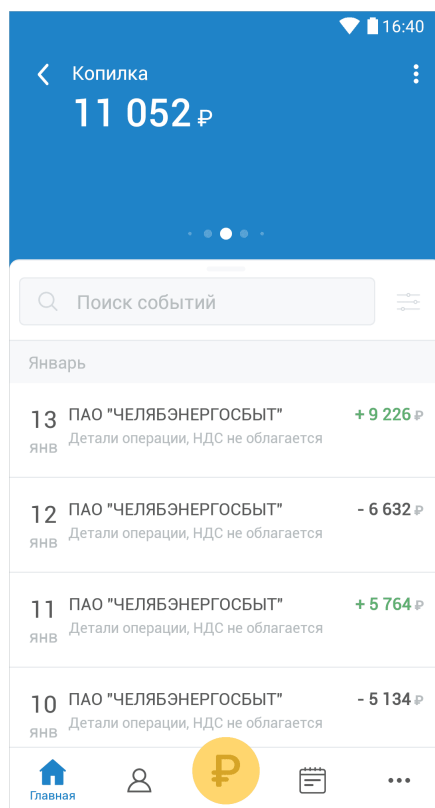 16:40
Копилка
11 052 ₽
Поиск событий
Январь
13 ПАО "ЧЕЛЯБЭНЕРГОСБЫТ" + 9 226 ₽
янв Детали операции, НДС не облагается
12 ПАО "ЧЕЛЯБЭНЕРГОСБЫТ" - 6 632 ₽
янв Детали операции, НДС не облагается
11 ПАО "ЧЕЛЯБЭНЕРГОСБЫТ" + 5 764 ₽
янв Детали операции, НДС не облагается
10 ПАО "ЧЕЛЯБЭНЕРГОСБЫТ" - 5 134 ₽
янв Детали операции, НДС не облагается
₽
Главная